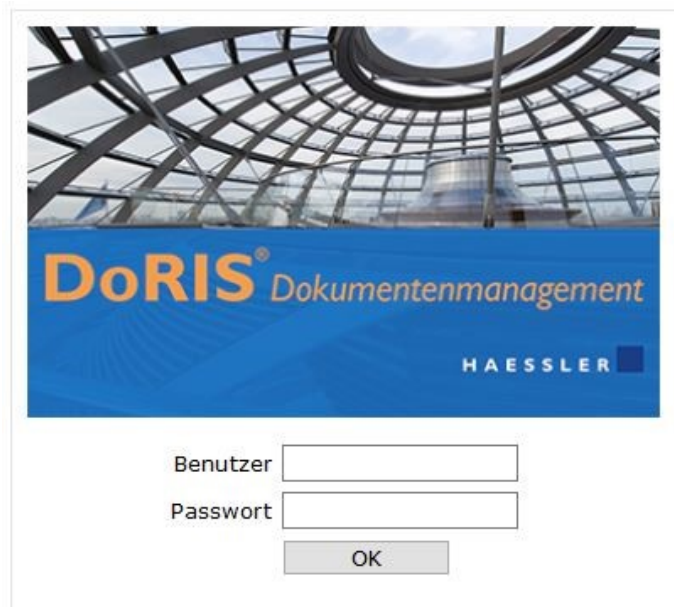 DoRIS® Dokumentenmanagement
HAESSLER
Benutzer
Passwort
OK